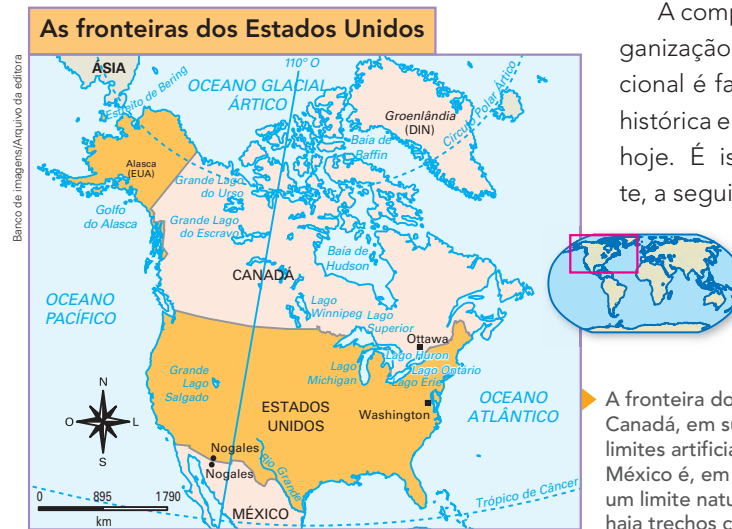 As fronteiras dos Estados Unidos
Banco de imagens/Arquivo da editora
ÁSIA
110° O
OCEANO GLACIAL
ÁRTICO
Estreito de Bering
Groenlândia
(DIN)
Círculo Polar Ártico
Baía de
Baffin
Alasca
(EUA)
Grande Lago
do Urso
Golfo
do Alasca
Grande Lago
do Escravo
Baía de
Hudson
CANADÁ
OCEANO
PACÍFICO
Lago
Winnipeg
Lago
Superior
Ottawa
Lago Huron
Lago Ontário
Lago
Michigan
Lago Erie
Grande
Lago
Salgado
ESTADOS
UNIDOS
Washington
OCEANO
ATLÂNTICO
N
O
L
S
Nogales
Nogales
Rio Grande
Trópico de Câncer
MÉXICO
0 895 1 790
km
A comp
ganização
cional é fa
histórica e
hoje. É is
te, a segui
A fronteira do
Canadá, em su
limites artificia
México é, em
um limite natu
haja trechos c